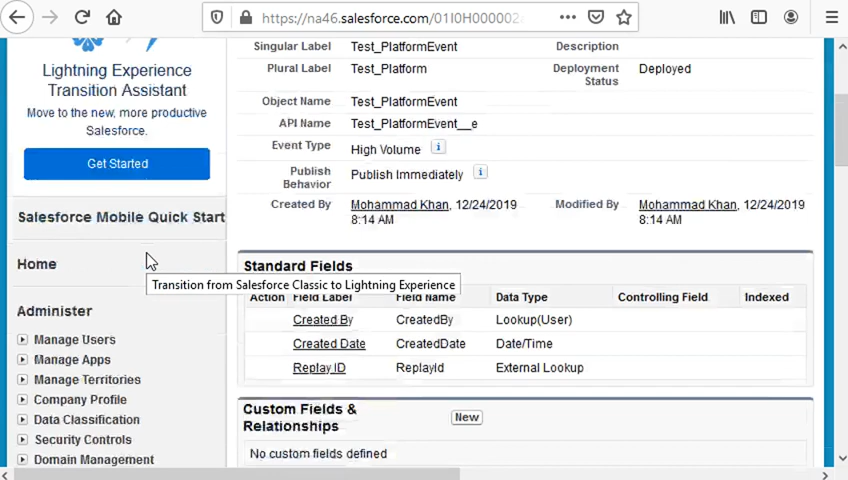 https://na46.salesforce.com/01I0H000002
Lightning Experience
Transition Assistant
Move to the new, more productive
Salesforce.
Get Started
Salesforce Mobile Quick Start
Home
Administer
Manage Users
Manage Apps
Manage Territories
Company Profile
Data Classification
Security Controls
Domain Management
Singular Label Test_PlatformEvent Description
Plural Label Test_Platform Deployment Status Deployed
Object Name Test_PlatformEvent
API Name Test_PlatformEvent__e
Event Type High Volume i
Publish Behavior Publish Immediately i
Created By Mohammad Khan, 12/24/2019 8:14 AM Modified By Mohammad Khan, 12/24/2019 8:14 AM
Transition from Salesforce Classic to Lightning Experience
Standard Fields
Action Field Label Field Name Data Type Controlling Field Indexed
Created By CreatedBy Lookup(User)
Created Date CreatedDate Date/Time
Replay ID ReplayId External Lookup
Custom Fields &
Relationships
New
No custom fields defined